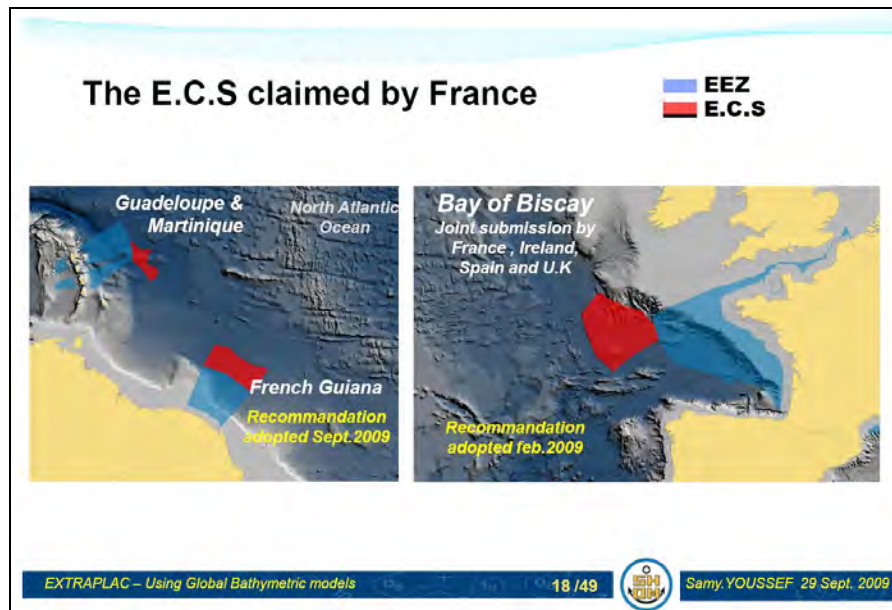 The E.C.S claimed by France
EEZ
E.C.S
Guadeloupe &
Martinique
North Atlantic
Ocean
French Guiana
Recommandation
adopted Sept.2009
Bay of Biscay
Joint submission by
France , Ireland,
Spain and U.K
Recommandation
adopted feb.2009
EXTRAPLAC – Using Global Bathymetric models
18 /49
SH
OM
Samy.YOUSSEF 29 Sept. 2009